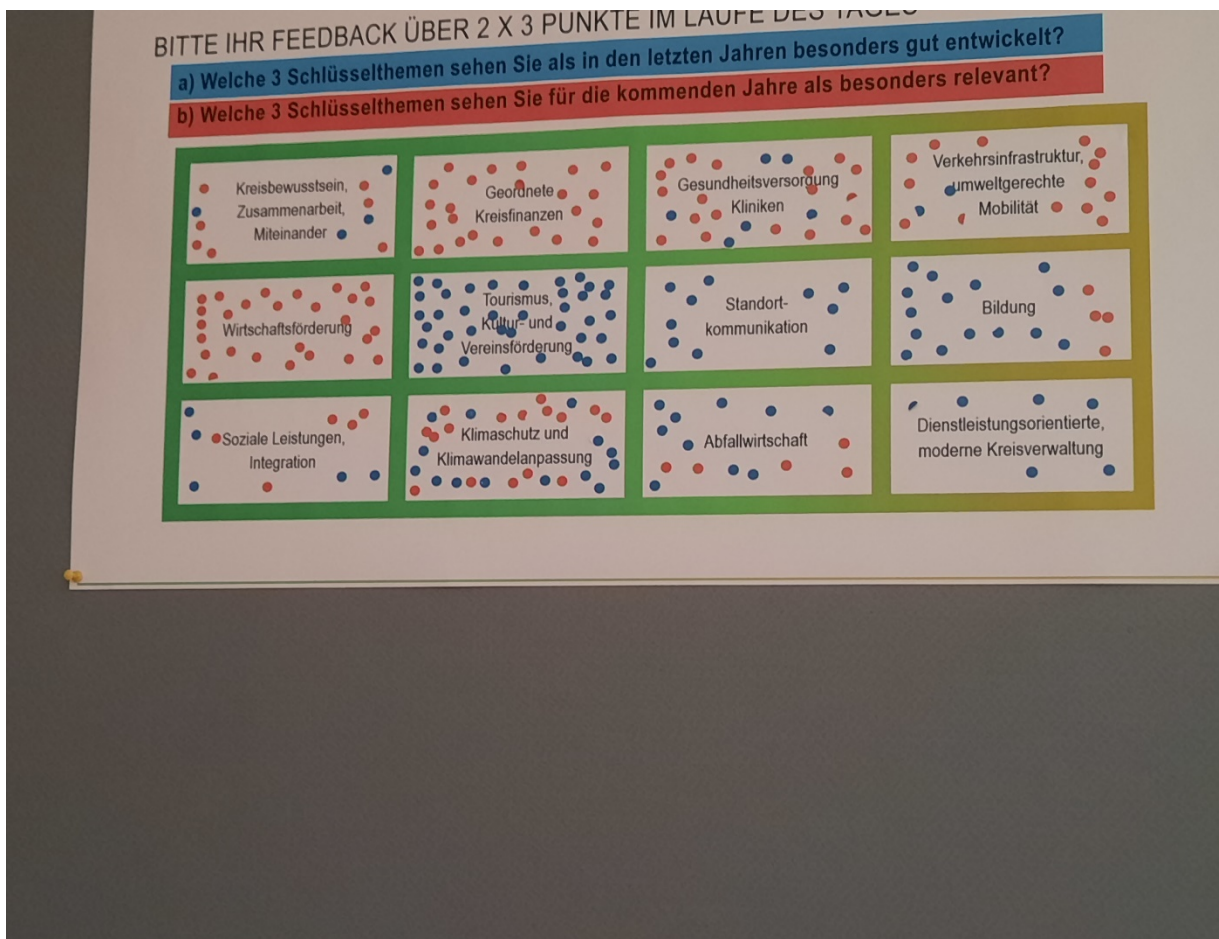 BITTE IHR FEEDBACK ÜBER 2 X 3 PUNKTE IM LAUFE DES TAGES
a) Welche 3 Schlüsselthemen sehen Sie als in den letzten Jahren besonders gut entwickelt?
b) Welche 3 Schlüsselthemen sehen Sie für die kommenden Jahre als besonders relevant?
Kreisbewusstsein,
Zusammenarbeit,
Miteinander
Geordnete
Kreisfinanzen
Gesundheitsversorgung
Kliniken
Verkehrsinfrastruktur,
umweltgerechte
Mobilität
Wirtschaftsförderung
Tourismus,
Kultur- und
Vereinsförderung
Standort-
kommunikation
Bildung
Soziale Leistungen,
Integration
Klimaschutz und
Klimawandelanpassung
Abfallwirtschaft
Dienstleistungsorientierte,
moderne Kreisverwaltung